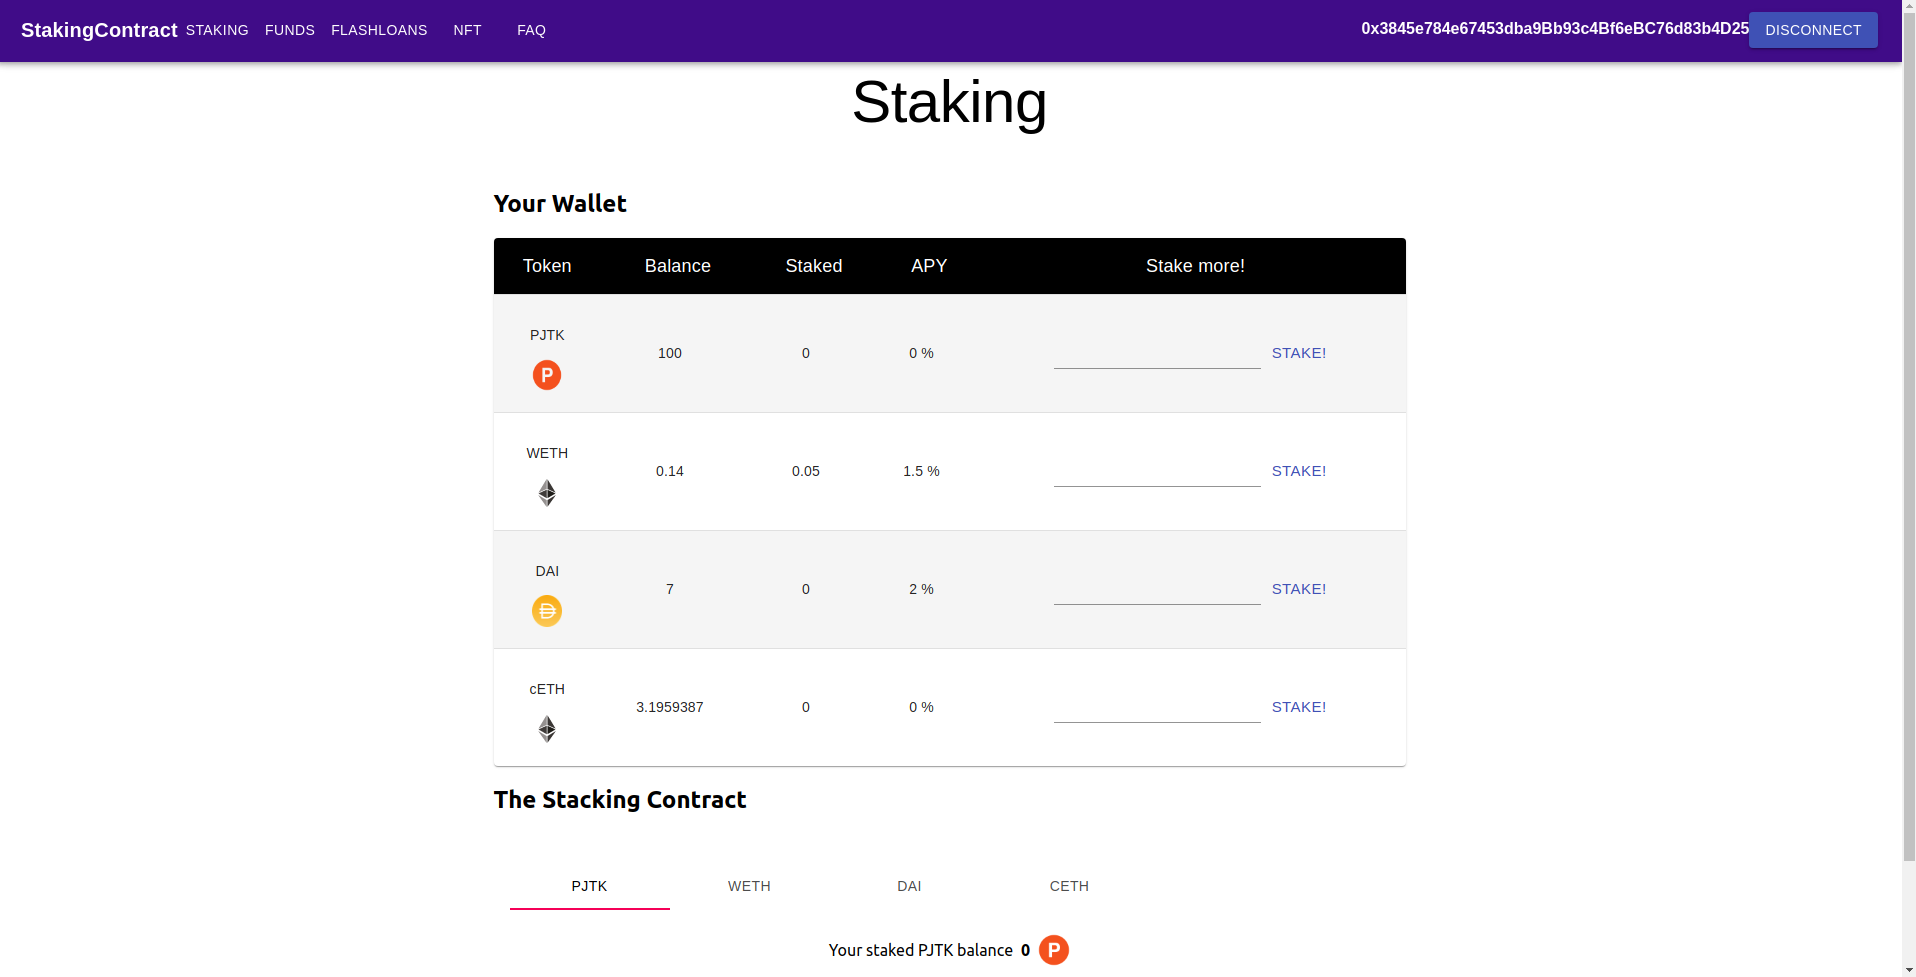 StakingContract STAKING FUNDS FLASHLOANS NFT FAQ 0x3845e784e67453dba9Bb93c4Bf6eBC76d83b4D25 DISCONNECT
Staking
Your Wallet
Token Balance Staked APY Stake more!
PJTK
100 0 0 % STAKE!
P
WETH
0.14 0.05 1.5 % STAKE!
DAI
7 0 2 % STAKE!
cETH
3.1959387 0 0 % STAKE!
The Stacking Contract
PJTK WETH DAI CETH
Your staked PJTK balance 0 P